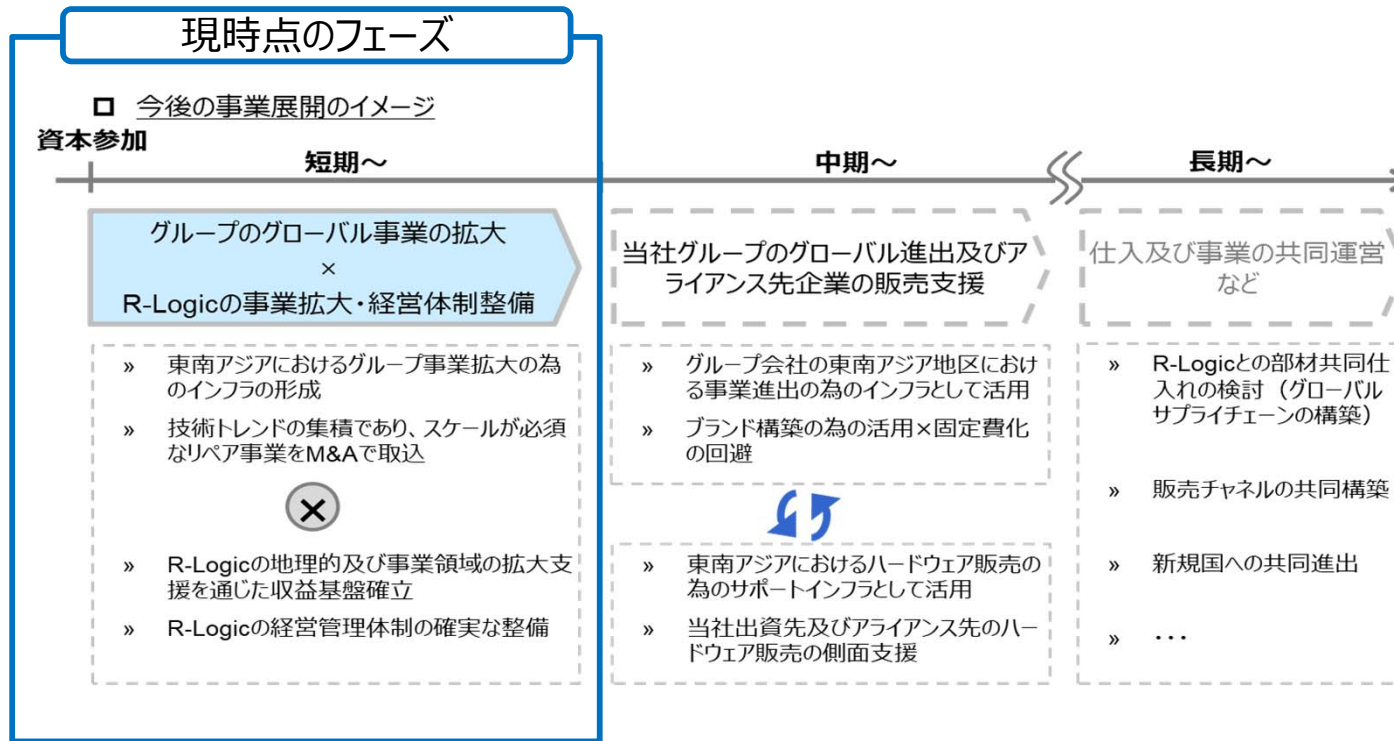 現時点のフェーズ
□ 今後の事業展開のイメージ
資本参加
短期～
中期～
長期～
グループのグローバル事業の拡大
×
R-Logicの事業拡大・経営体制整備
» 東南アジアにおけるグループ事業拡大の為
のインフラの形成
» 技術トレンドの集積であり、スケールが必須
なリペア事業をM&Aで取込
×
» R-Logicの地理的及び事業領域の拡大支
援を通じた収益基盤確立
» R-Logicの経営管理体制の確実な整備
当社グループのグローバル進出及びア
ライアンス先企業の販売支援
» グループ会社の東南アジア地区におけ
る事業進出の為のインフラとして活用
» ブランド構築の為の活用×固定費化
の回避
» 東南アジアにおけるハードウェア販売の
為のサポートインフラとして活用
» 当社出資先及びアライアンス先のハー
ドウェア販売の側面支援
仕入及び事業の共同運営
など
» R-Logicとの部材共同仕
入れの検討（グローバル
サプライチェーンの構築）
» 販売チャネルの共同構築
» 新規国への共同進出
» ・・・